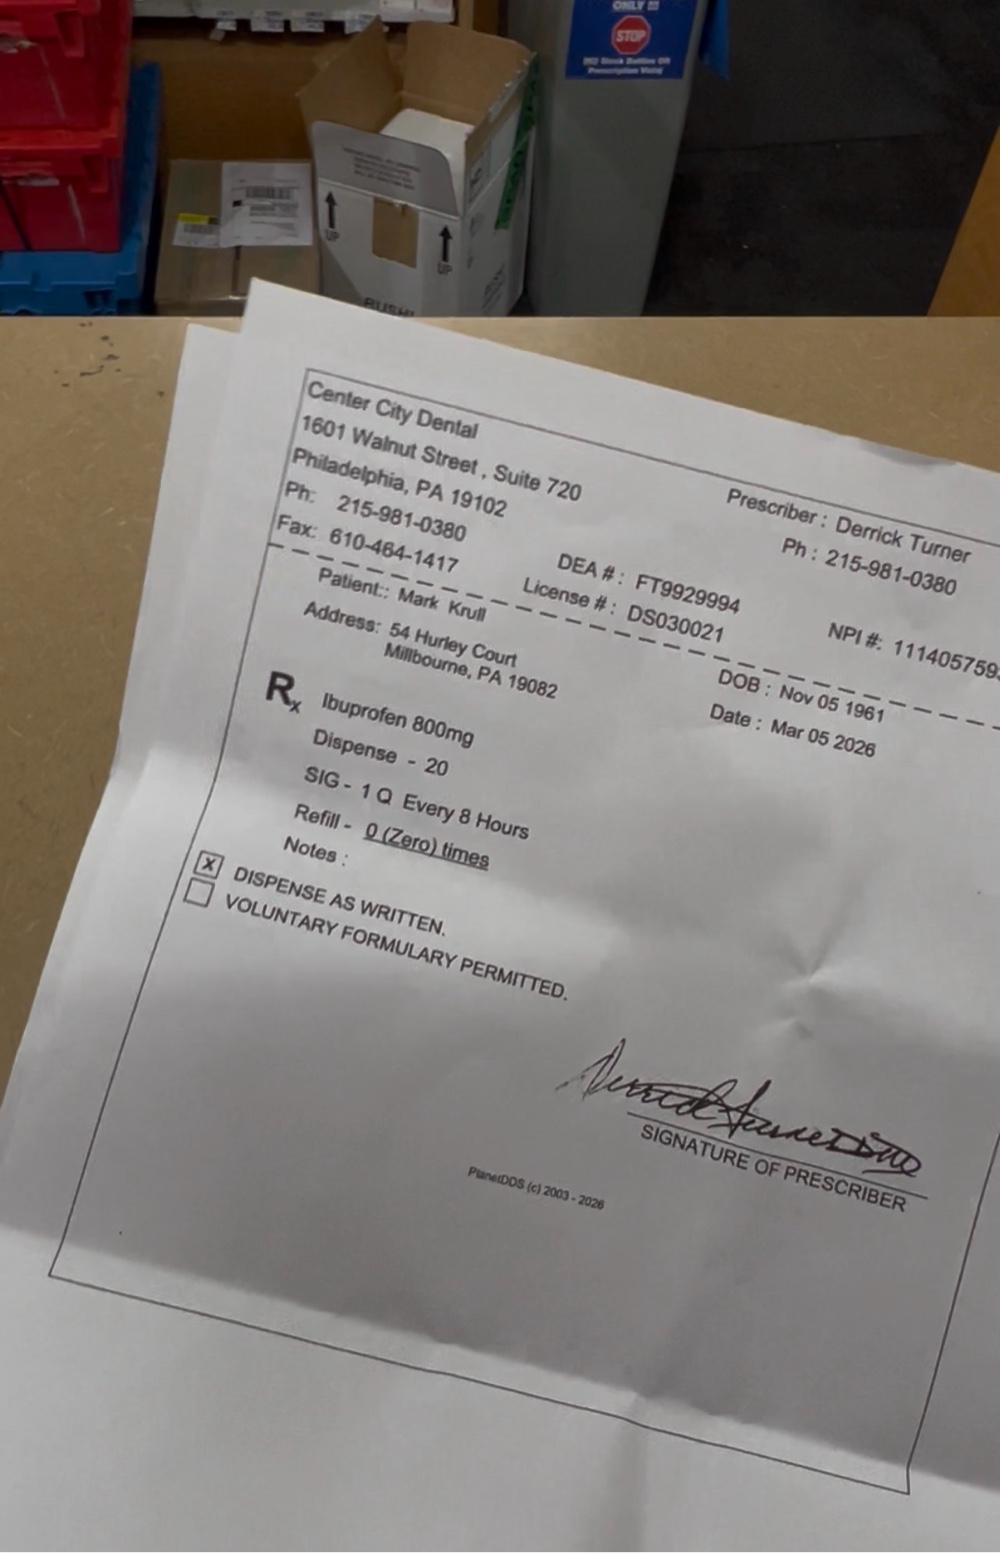 ONLY
STOP
UP
UP
RUSH!
Center City Dental
1601 Walnut Street , Suite 720
Philadelphia, PA 19102
Ph: 215-981-0380
Fax: 610-464-1417
Prescriber : Derrick Turner
Ph : 215-981-0380
DEA # : FT9929994
License # : DS030021
NPI #: 111405759
Patient:: Mark Krull
Address: 54 Hurley Court
Millbourne, PA 19082
DOB : Nov 05 1961
Date : Mar 05 2026
Rx
Ibuprofen 800mg
Dispense - 20
SIG - 1 Q Every 8 Hours
Refill - 0 (Zero) times
Notes :
x DISPENSE AS WRITTEN.
VOLUNTARY FORMULARY PERMITTED.
SIGNATURE OF PRESCRIBER
PlanetDDS (c) 2003 - 2026